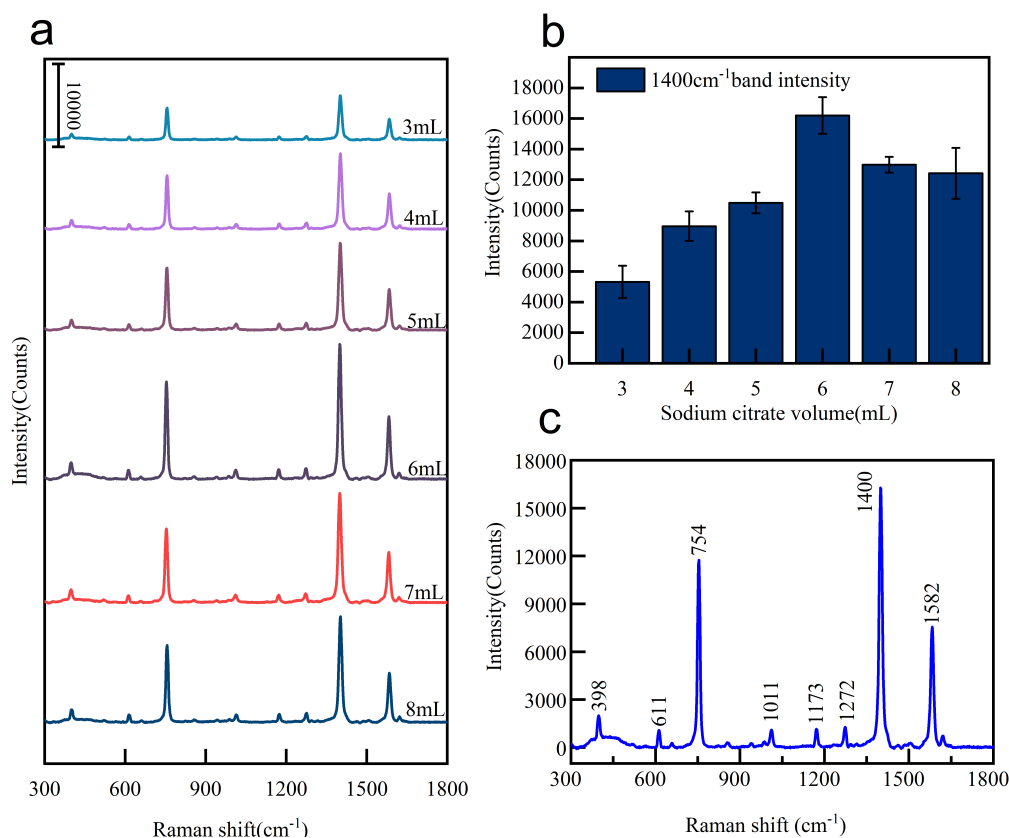 a
10000
3mL
4mL
5mL
6mL
7mL
8mL
Intensity(Counts)
300 600 900 1200 1500 1800
Raman shift(cm⁻¹)
b
1400cm⁻¹band intensity
18000
16000
14000
12000
10000
8000
6000
4000
2000
0
Intensity(Counts)
3 4 5 6 7 8
Sodium citrate volume(mL)
c
18000
15000
12000
9000
6000
3000
0
Intensity(Counts)
398
611
754
1011
1173
1272
1400
1582
300 600 900 1200 1500 1800
Raman shift (cm⁻¹)